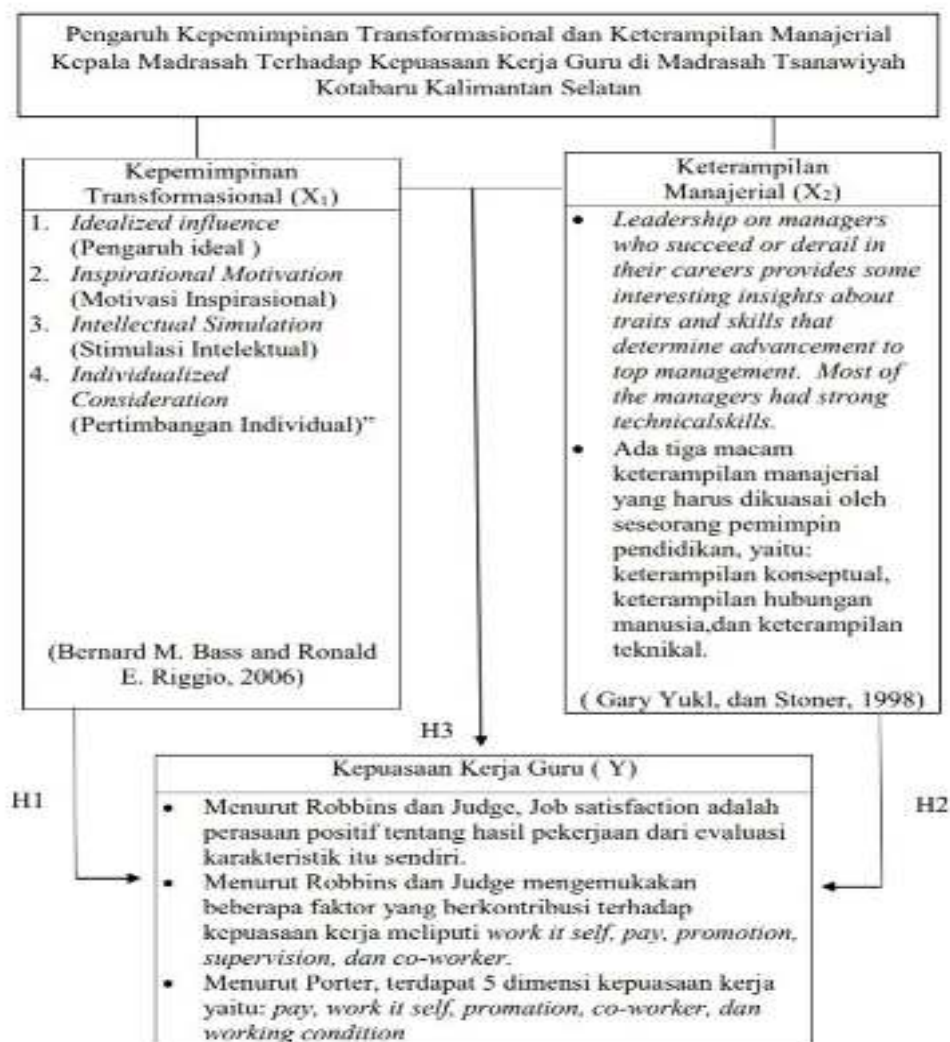 Pengaruh Kepemimpinan Transformasional dan Keterampilan Manajerial
Kepala Madrasah Terhadap Kepuasaan Kerja Guru di Madrasah Tsanawiyah
Kotabaru Kalimantan Selatan
Kepemimpinan
Transformasional (X₁)
1. Idealized influence
(Pengaruh ideal )
2. Inspirational Motivation
(Motivasi Inspirasional)
3. Intellectual Simulation
(Stimulasi Intelektual)
4. Individualized
Consideration
(Pertimbangan Individual)”
(Bernard M. Bass and Ronald
E. Riggio, 2006)
Keterampilan
Manajerial (X₂)
• Leadership on managers
who succeed or derail in
their careers provides some
interesting insights about
traits and skills that
determine advancement to
top management. Most of
the managers had strong
technicalskills.
• Ada tiga macam
keterampilan manajerial
yang harus dikuasai oleh
seseorang pemimpin
pendidikan, yaitu:
keterampilan konseptual,
keterampilan hubungan
manusia,dan keterampilan
teknikal.
( Gary Yukl, dan Stoner, 1998)
H3
H1
H2
Kepuasaan Kerja Guru ( Y)
• Menurut Robbins dan Judge, Job satisfaction adalah
perasaan positif tentang hasil pekerjaan dari evaluasi
karakteristik itu sendiri.
• Menurut Robbins dan Judge mengemukakan
beberapa faktor yang berkontribusi terhadap
kepuasaan kerja meliputi work it self, pay, promotion,
supervision, dan co-worker.
• Menurut Porter, terdapat 5 dimensi kepuasaan kerja
yaitu: pay, work it self, promation, co-worker, dan
working condition